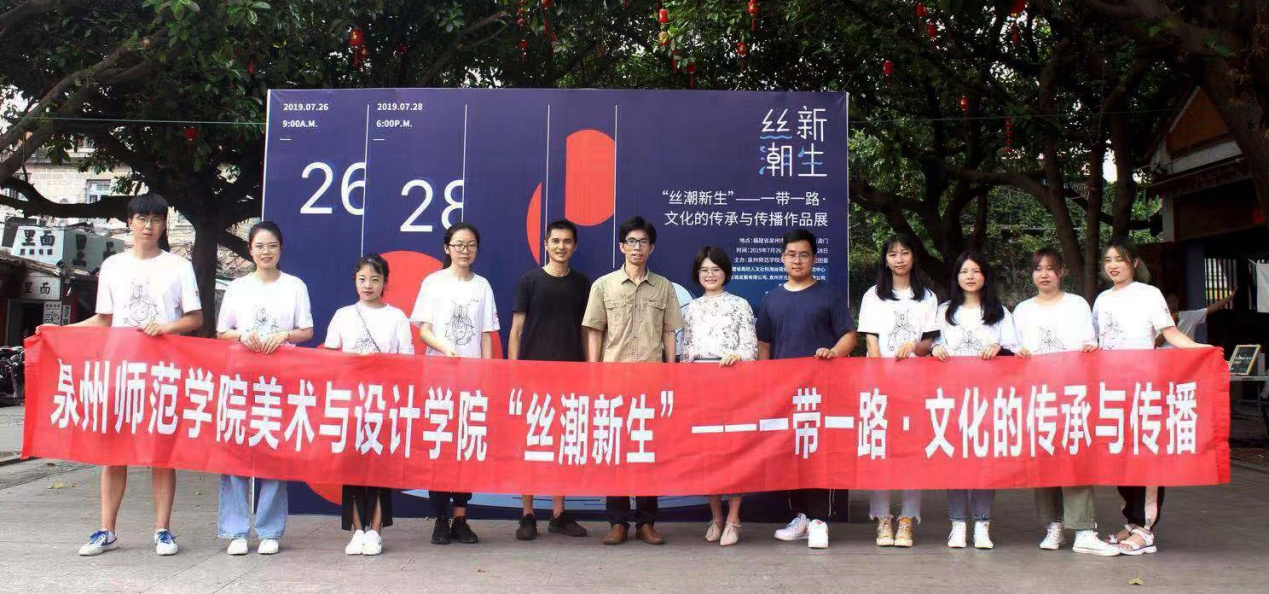 2019.07.26
9:00A.M.
2019.07.28
6:00P.M.
26
28
丝新
潮生
“丝潮新生”——一带一路·
文化的传承与传播作品展
里面
里面
泉州师范学院美术与设计学院“丝潮新生”——一带一路·文化的传承与传播